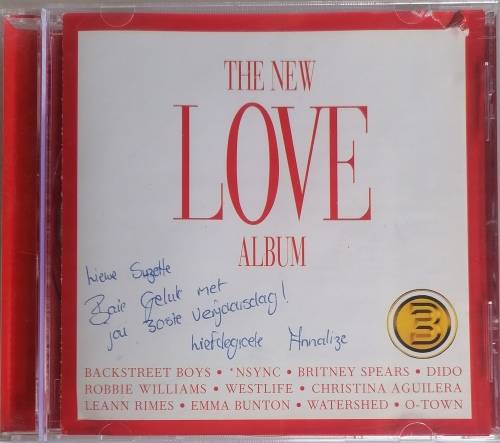 THE NEW
LOVE
ALBUM
Liewe Suzette
Baie Geluk met
jou 30ste Verjaarsdag!
Liefdegroete Annalize
BACKSTREET BOYS • *NSYNC • BRITNEY SPEARS • DIDO
ROBBIE WILLIAMS • WESTLIFE • CHRISTINA AGUILERA
LEANN RIMES • EMMA BUNTON • WATERSHED • O-TOWN